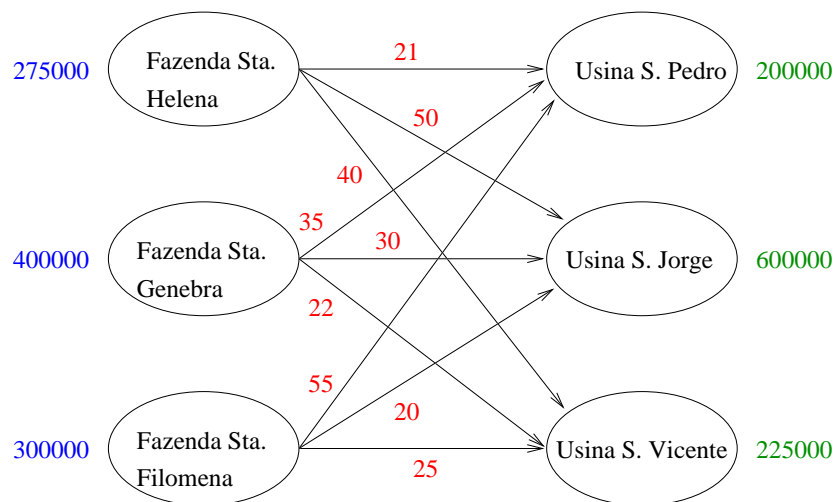 21
275000
Fazenda Sta.
Helena
Usina S. Pedro
200000
50
40
35
400000
Fazenda Sta.
Genebra
30
Usina S. Jorge
600000
22
55
20
300000
Fazenda Sta.
Filomena
25
Usina S. Vicente
225000